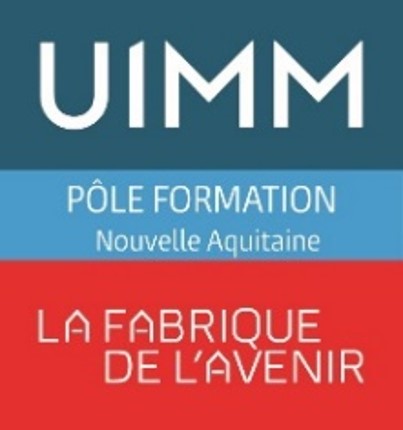 UIMM
PÔLE FORMATION
Nouvelle Aquitaine
LA FABRIQUE
DE L'AVENIR